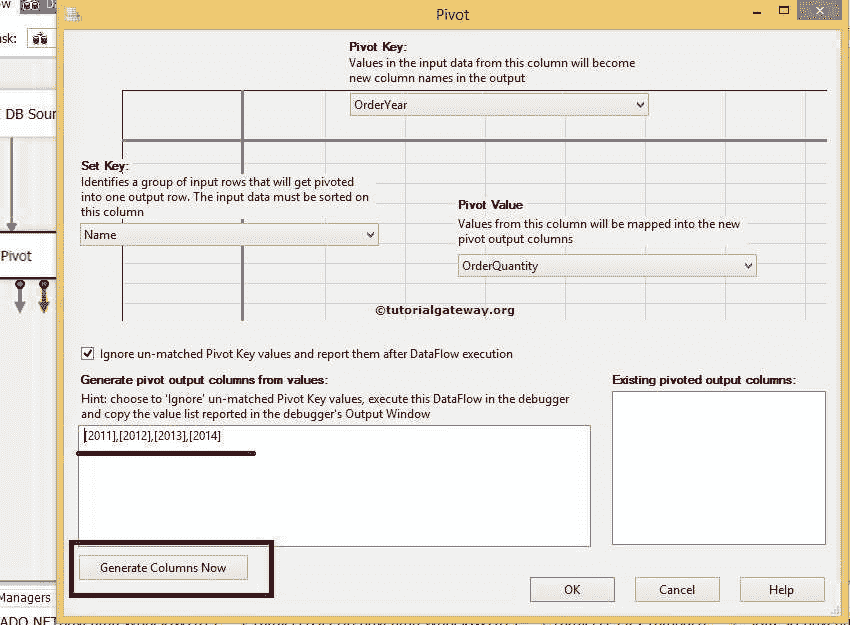 Pivot
ask:
DB Sour
Pivot
Managers
Pivot Key:
Values in the input data from this column will become
new column names in the output
OrderYear
Set Key:
Identifies a group of input rows that will get pivoted
into one output row. The input data must be sorted on
this column
Name
Pivot Value
Values from this column will be mapped into the new
pivot output columns
OrderQuantity
©tutorialgateway.org
Ignore un-matched Pivot Key values and report them after DataFlow execution
Generate pivot output columns from values:
Hint: choose to 'Ignore' un-matched Pivot Key values, execute this DataFlow in the debugger
and copy the value list reported in the debugger's Output Window
[2011],[2012],[2013],[2014]
Existing pivoted output columns:
Generate Columns Now
OK
Cancel
Help